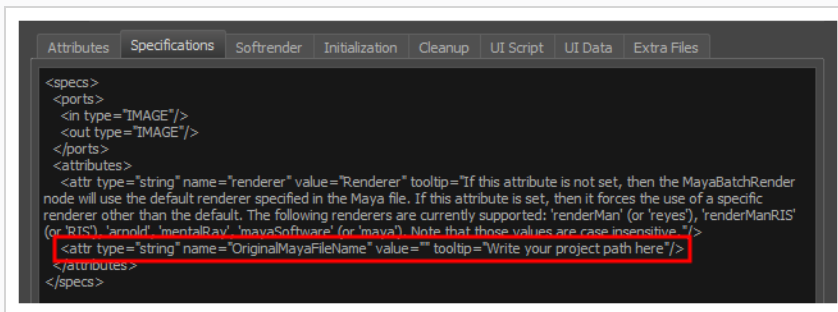 Attributes Specifications Softrender Initialization Cleanup UI Script UI Data Extra Files
<specs>
<ports>
<in type="IMAGE"/>
<out type="IMAGE"/>
</ports>
<attributes>
<attr type="string" name="renderer" value="Renderer" tooltip="If this attribute is not set, then the MayaBatchRender
node will use the default renderer specified in the Maya file. If this attribute is set, then it forces the use of a specific
renderer other than the default. The following renderers are currently supported: 'renderMan' (or 'reyes'), 'renderManRIS'
(or 'RIS'), 'arnold', 'mentalRay', 'mayaSoftware' (or 'maya'). Note that those values are case insensitive."/>
<attr type="string" name="OriginalMayaFileName" value="" tooltip="Write your project path here"/>
</attributes>
</specs>